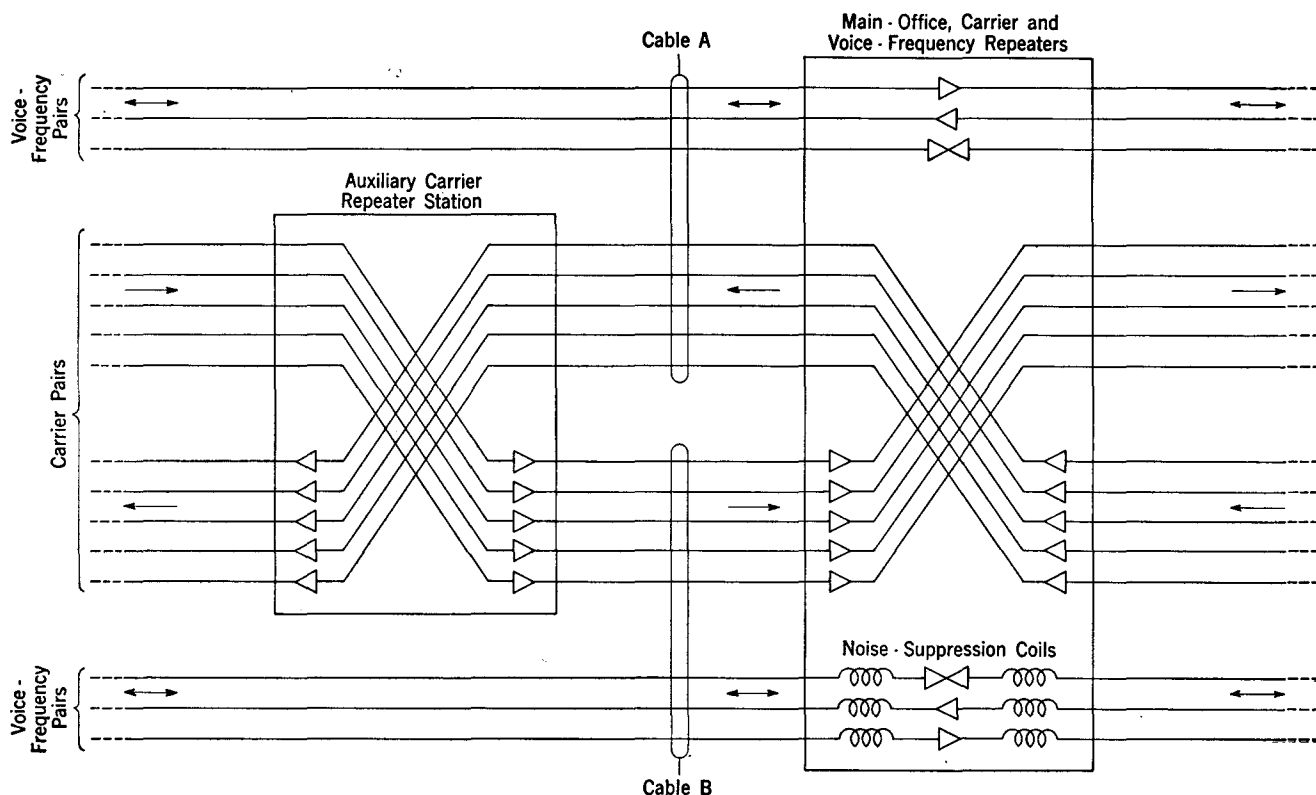 Main - Office, Carrier and
Voice - Frequency Repeaters
Cable A
Voice -
Frequency
Pairs
Auxiliary Carrier
Repeater Station
Carrier Pairs
Noise - Suppression Coils
Voice -
Frequency
Pairs
Cable B